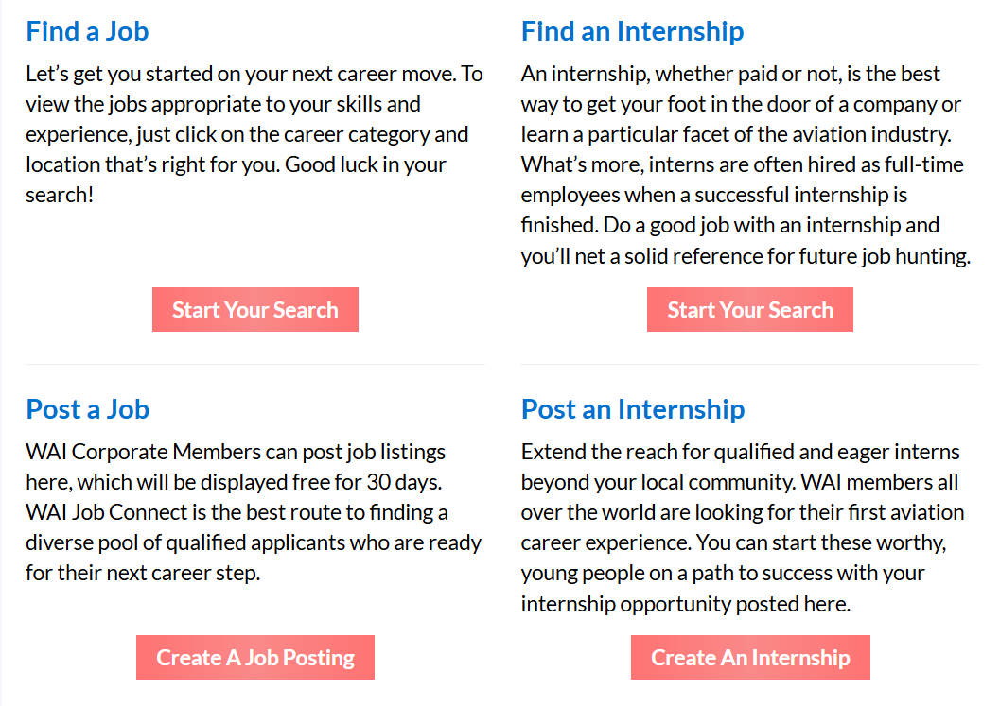 Find a Job
Let’s get you started on your next career move. To
view the jobs appropriate to your skills and
experience, just click on the career category and
location that’s right for you. Good luck in your
search!
Start Your Search
Find an Internship
An internship, whether paid or not, is the best
way to get your foot in the door of a company or
learn a particular facet of the aviation industry.
What’s more, interns are often hired as full-time
employees when a successful internship is
finished. Do a good job with an internship and
you’ll net a solid reference for future job hunting.
Start Your Search
Post a Job
WAI Corporate Members can post job listings
here, which will be displayed free for 30 days.
WAI Job Connect is the best route to finding a
diverse pool of qualified applicants who are ready
for their next career step.
Create A Job Posting
Post an Internship
Extend the reach for qualified and eager interns
beyond your local community. WAI members all
over the world are looking for their first aviation
career experience. You can start these worthy,
young people on a path to success with your
internship opportunity posted here.
Create An Internship